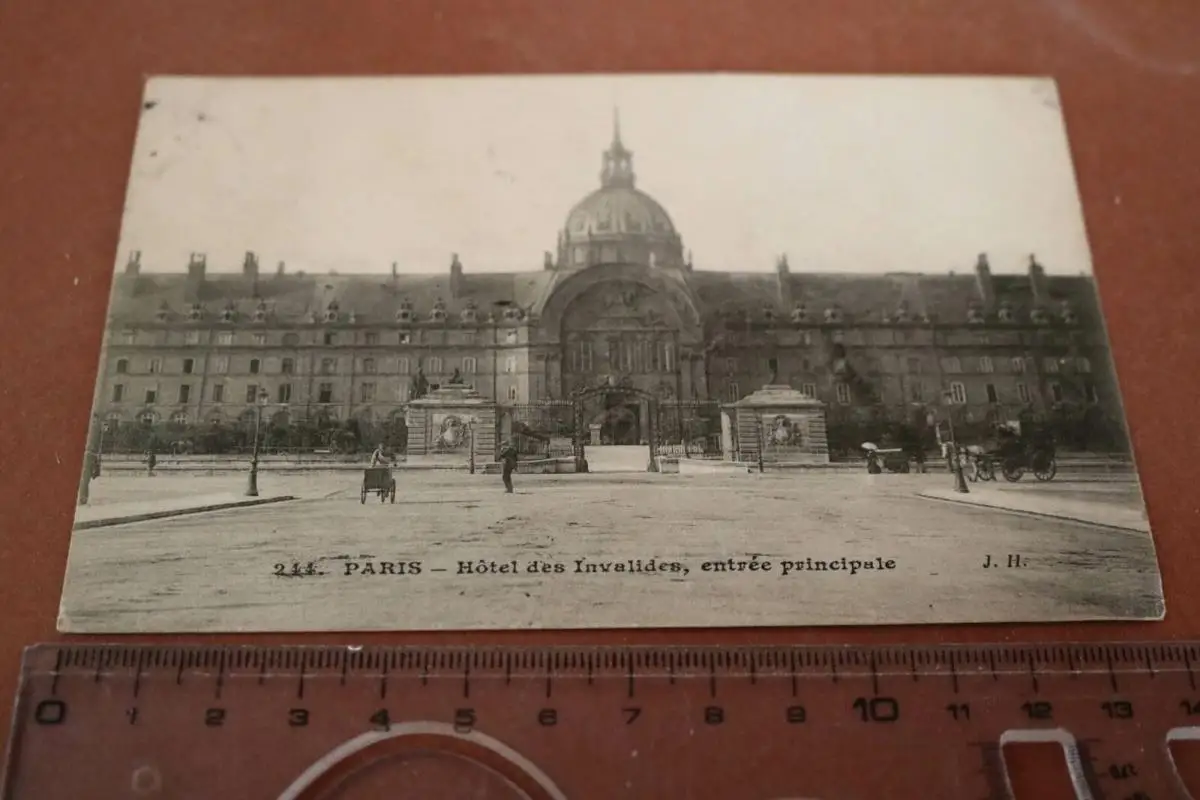 244. PARIS – Hôtel des Invalides, entrée principale J. H.
0 1 2 3 4 5 6 7 8 9 10 11 12 13 14